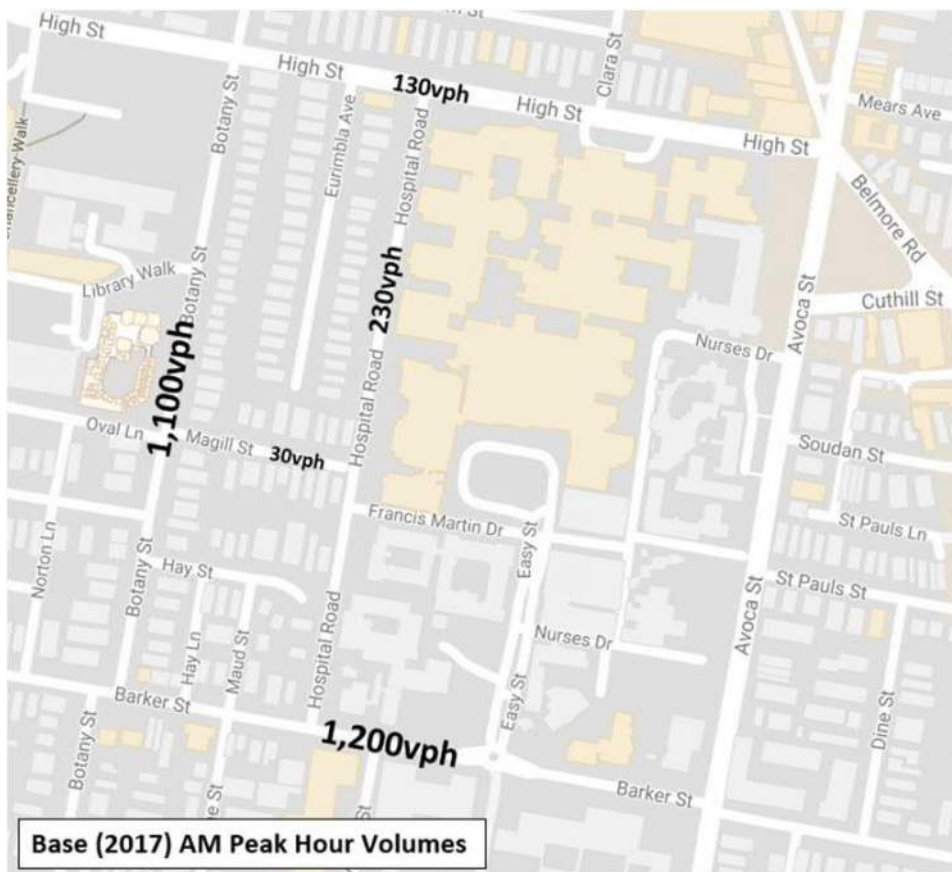 High St
High St
130vph
High St
High St
Clara St
Mears Ave
Belmore Rd
Cuthill St
Avoca St
Botany St
Eurimbla Ave
Hospital Road
230vph
Hospital Road
Library Walk
Botany St
1,100vph
Oval Ln
Magill St
30vph
Nurses Dr
Soudan St
St Pauls Ln
St Pauls St
Francis Martin Dr
Easy St
Avoca St
Norton Ln
Botany St
Hay St
Hay Ln
Maud St
Hospital Road
Nurses Dr
Easy St
Barker St
1,200vph
Barker St
Dine St
Botany St
St
Base (2017) AM Peak Hour Volumes